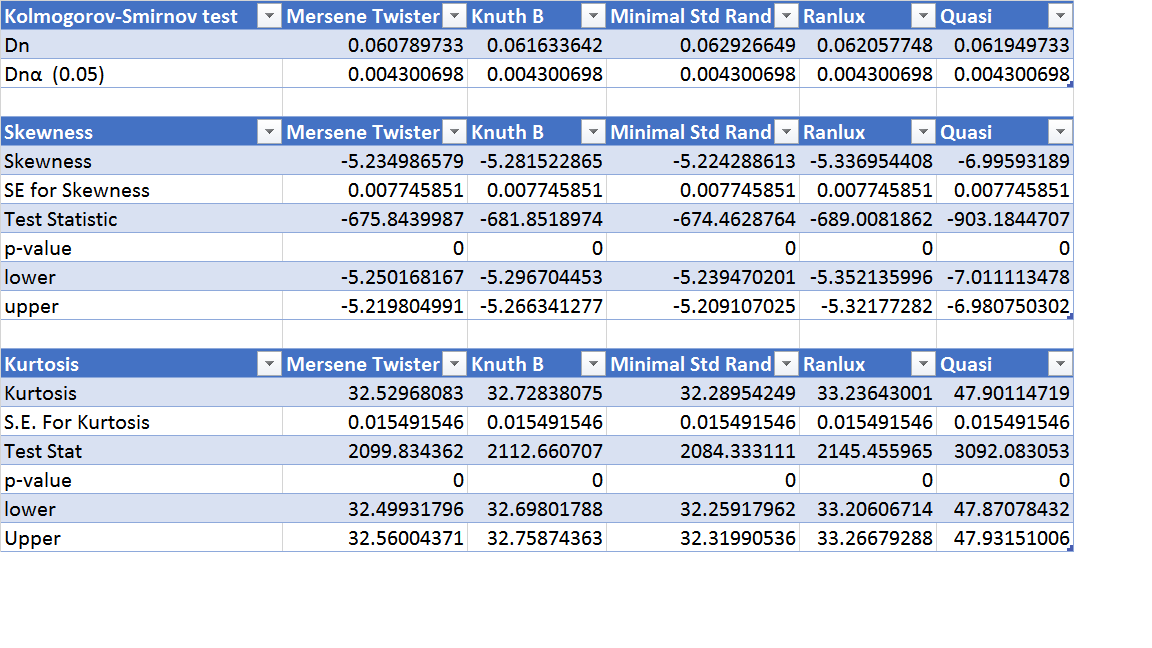 Kolmogorov-Smirnov test Mersene Twister Knuth B Minimal Std Rand Ranlux Quasi
Dn 0.060789733 0.061633642 0.062926649 0.062057748 0.061949733
Dnα (0.05) 0.004300698 0.004300698 0.004300698 0.004300698 0.004300698
Skewness Mersene Twister Knuth B Minimal Std Rand Ranlux Quasi
Skewness -5.234986579 -5.281522865 -5.224288613 -5.336954408 -6.99593189
SE for Skewness 0.007745851 0.007745851 0.007745851 0.007745851 0.007745851
Test Statistic -675.8439987 -681.8518974 -674.4628764 -689.0081862 -903.1844707
p-value 0 0 0 0 0
lower -5.250168167 -5.296704453 -5.239470201 -5.352135996 -7.011113478
upper -5.219804991 -5.266341277 -5.209107025 -5.32177282 -6.980750302
Kurtosis Mersene Twister Knuth B Minimal Std Rand Ranlux Quasi
Kurtosis 32.52968083 32.72838075 32.28954249 33.23643001 47.90114719
S.E. For Kurtosis 0.015491546 0.015491546 0.015491546 0.015491546 0.015491546
Test Stat 2099.834362 2112.660707 2084.333111 2145.455965 3092.083053
p-value 0 0 0 0 0
lower 32.49931796 32.69801788 32.25917962 33.20606714 47.87078432
Upper 32.56004371 32.75874363 32.31990536 33.26679288 47.93151006